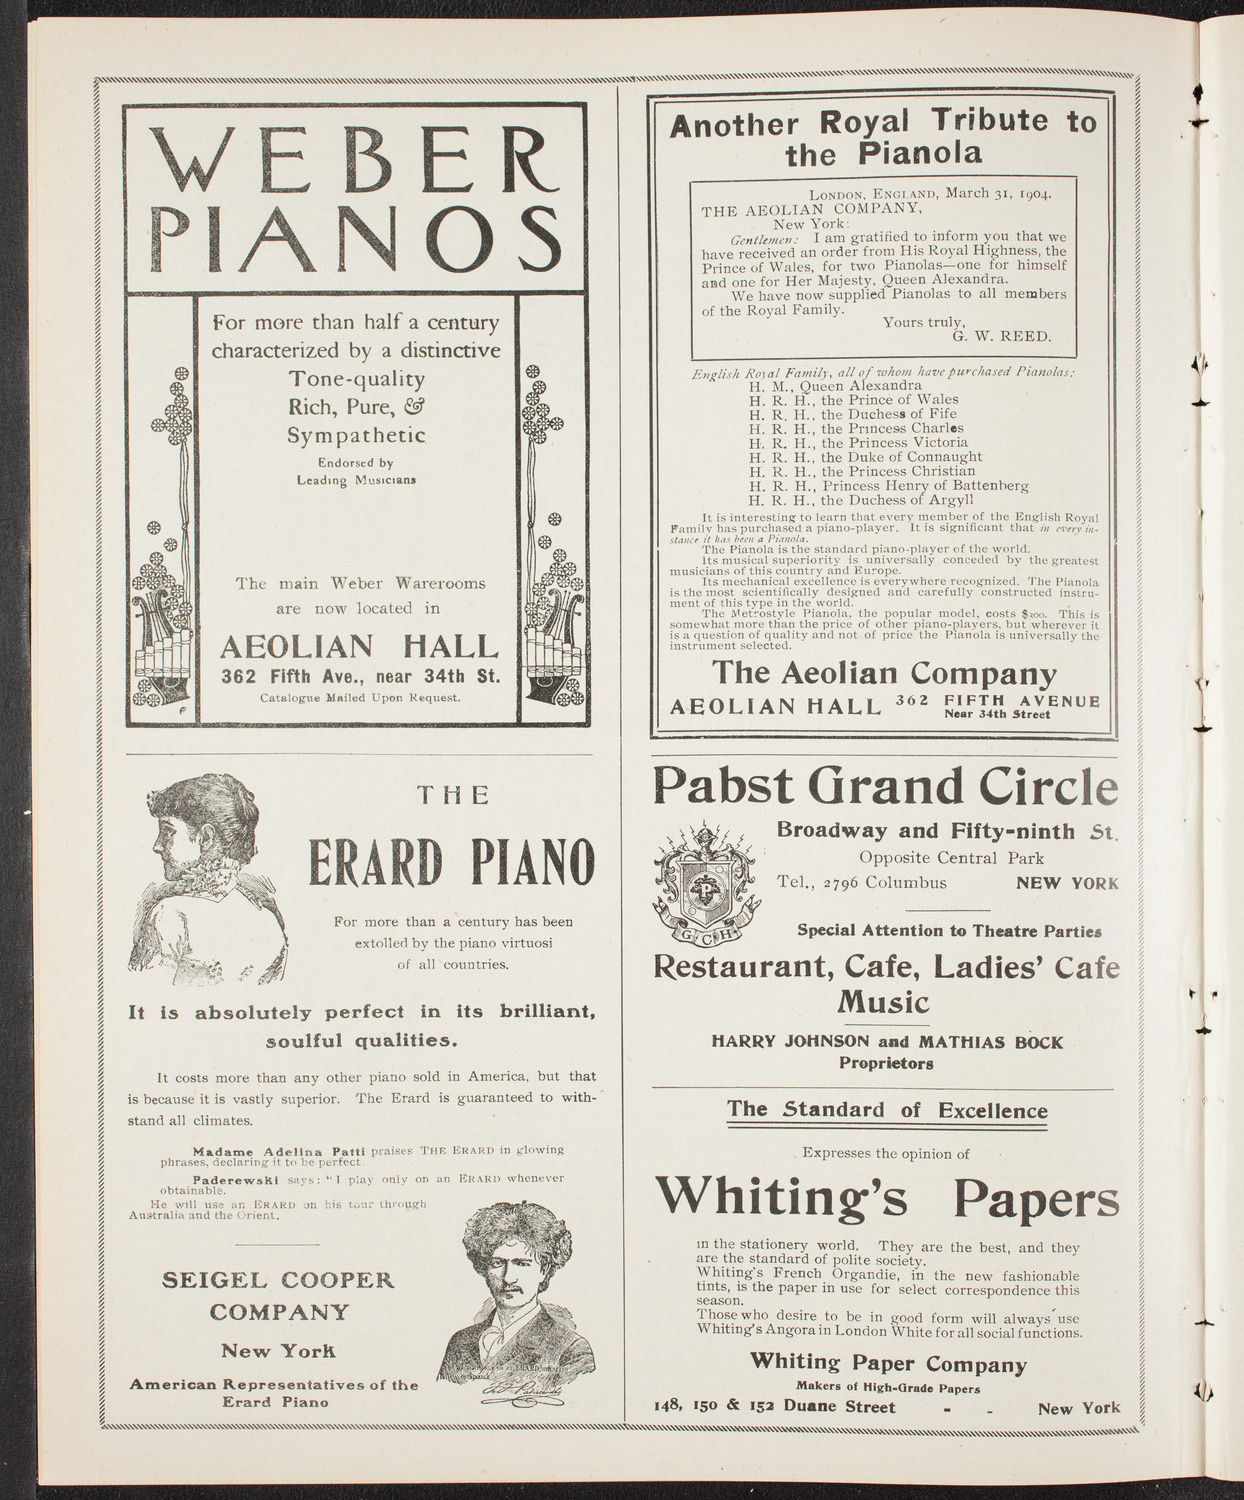 WEBER
PIANOS
For more than half a century
characterized by a distinctive
Tone-quality
Rich, Pure, &
Sympathetic
Endorsed by
Leading Musicians
The main Weber Warerooms
are now located in
AEOLIAN HALL
362 Fifth Ave., near 34th St.
Catalogue Mailed Upon Request.
THE
ERARD PIANO
For more than a century has been
extolled by the piano virtuosi
of all countries.
It is absolutely perfect in its brilliant,
soulful qualities.
It costs more than any other piano sold in America, but that
is because it is vastly superior. The Erard is guaranteed to with-
stand all climates.
Madame Adelina Patti praises THE ERARD in glowing
phrases, declaring it to be perfect.
Paderewski says: "I play only on an ERARD whenever
obtainable.
He will use an ERARD on his tour through
Australia and the Orient.
SEIGEL COOPER
COMPANY
New York
American Representatives of the
Erard Piano
Another Royal Tribute to
the Pianola
LONDON, ENGLAND, March 31, 1904.
THE AEOLIAN COMPANY,
New York:
Gentlemen: I am gratified to inform you that we
have received an order from His Royal Highness, the
Prince of Wales, for two Pianolas—one for himself
and one for Her Majesty, Queen Alexandra.
We have now supplied Pianolas to all members
of the Royal Family.
Yours truly,
G. W. REED.
English Royal Family, all of whom have purchased Pianolas:
H. M., Queen Alexandra
H. R. H., the Prince of Wales
H. R. H., the Duchess of Fife
H. R. H., the Princess Charles
H. R. H., the Princess Victoria
H. R. H., the Duke of Connaught
H. R. H., the Princess Christian
H. R. H., Princess Henry of Battenberg
H. R. H., the Duchess of Argyll
It is interesting to learn that every member of the English Royal
Family has purchased a piano-player. It is significant that in every in-
stance it has been a Pianola.
The Pianola is the standard piano-player of the world.
Its musical superiority is universally conceded by the greatest
musicians of this country and Europe.
Its mechanical excellence is everywhere recognized. The Pianola
is the most scientifically designed and carefully constructed instru-
ment of this type in the world.
The Metrostyle Pianola, the popular model, costs $300. This is
somewhat more than the price of other piano-players, but wherever it
is a question of quality and not of price the Pianola is universally the
instrument selected.
The Aeolian Company
AEOLIAN HALL 362 FIFTH AVENUE
Near 34th Street
Pabst Grand Circle
Broadway and Fifty-ninth St.
Opposite Central Park
Tel., 2796 Columbus NEW YORK
P
G C H
Special Attention to Theatre Parties
Restaurant, Cafe, Ladies' Cafe
Music
HARRY JOHNSON and MATHIAS BOCK
Proprietors
The Standard of Excellence
Expresses the opinion of
Whiting's Papers
in the stationery world. They are the best, and they
are the standard of polite society.
Whiting's French Organdie, in the new fashionable
tints, is the paper in use for select correspondence this
season.
Those who desire to be in good form will always use
Whiting's Angora in London White for all social functions.
Whiting Paper Company
Makers of High-Grade Papers
148, 150 & 152 Duane Street - - New York